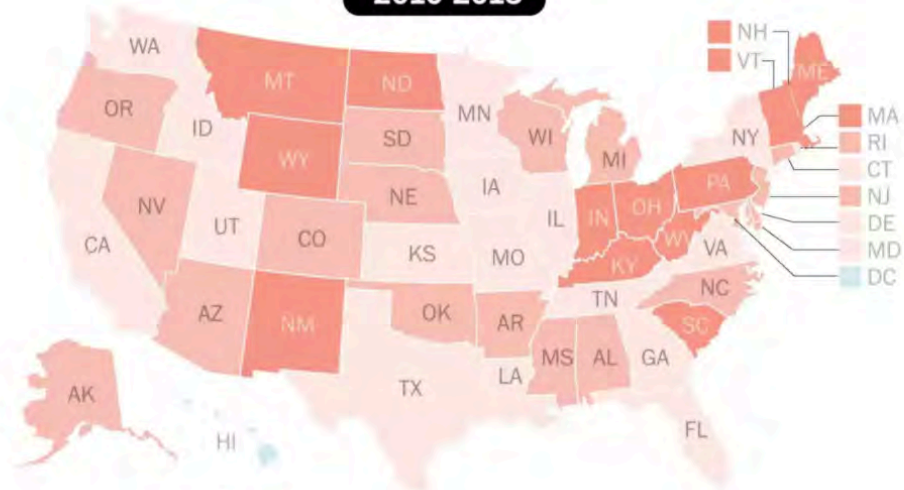 2010-2018
WA
MT
ND
MN
OR
ID
WY
SD
WI
MI
NY
NH
VT
ME
MA
RI
CT
NJ
DE
MD
DC
NV
UT
CO
NE
IA
IL
IN
OH
PA
CA
KS
MO
KY
WV
VA
AZ
NM
OK
AR
TN
NC
SC
TX
LA
MS
AL
GA
FL
AK
HI